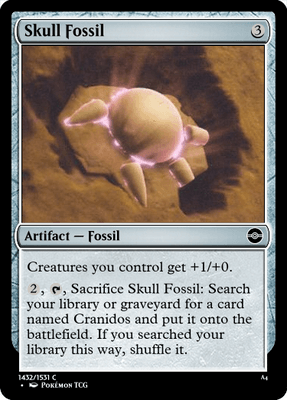 Skull Fossil 3
Artifact — Fossil
Creatures you control get +1/+0.
2, , Sacrifice Skull Fossil: Search
your library or graveyard for a card
named Cranidos and put it onto the
battlefield. If you searched your
library this way, shuffle it.
1432/1531 C
• Pokémon TCG
A4